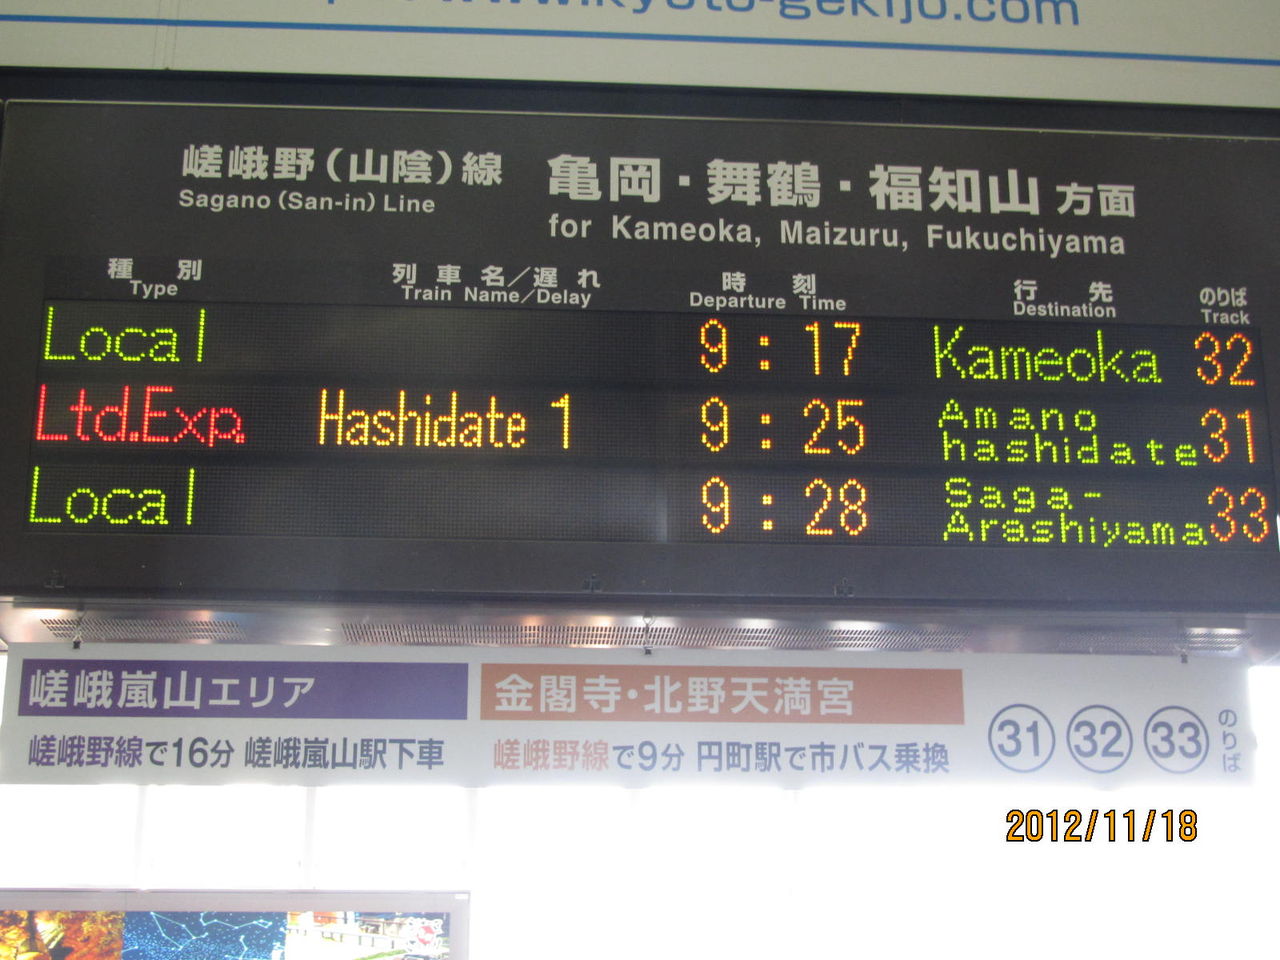 www.kyoto-gekijo.com
嵯峨野(山陰)線 亀岡・舞鶴・福知山 方面
Sagano (San-in) Line for Kameoka, Maizuru, Fukuchiyama
種別 列車名/遅れ 時刻 行先 のりば
Type Train Name/Delay Departure Time Destination Track
Local 9:17 Kameoka 32
Ltd.Exp. Hashidate 1 9:25 Amanohashidate 31
Local 9:28 Saga-Arashiyama 33
嵯峨嵐山エリア 金閣寺・北野天満宮
嵯峨野線で16分 嵯峨嵐山駅下車 嵯峨野線で9分 円町駅で市バス乗換
31 32 33 のりば
2012/11/18